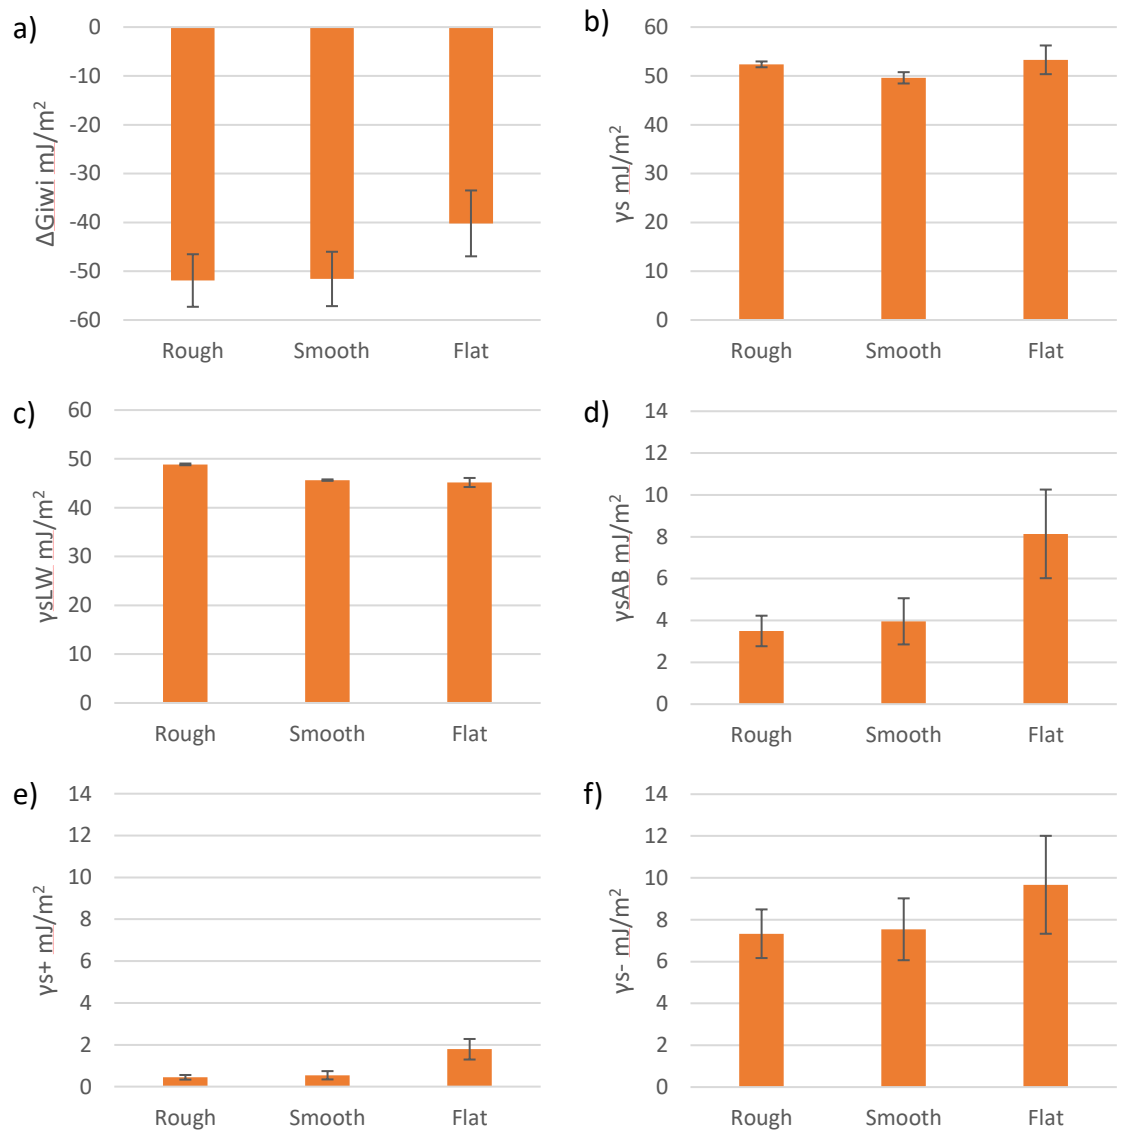 a)
0
-10
-20
-30
-40
-50
-60
ΔGiwi mJ/m²
Rough Smooth Flat
b)
60
50
40
30
20
10
0
γs mJ/m²
Rough Smooth Flat
c)
60
50
40
30
20
10
0
γsLW mJ/m²
Rough Smooth Flat
d)
14
12
10
8
6
4
2
0
γsAB mJ/m²
Rough Smooth Flat
e)
14
12
10
8
6
4
2
0
γs+ mJ/m²
Rough Smooth Flat
f)
14
12
10
8
6
4
2
0
γs- mJ/m²
Rough Smooth Flat